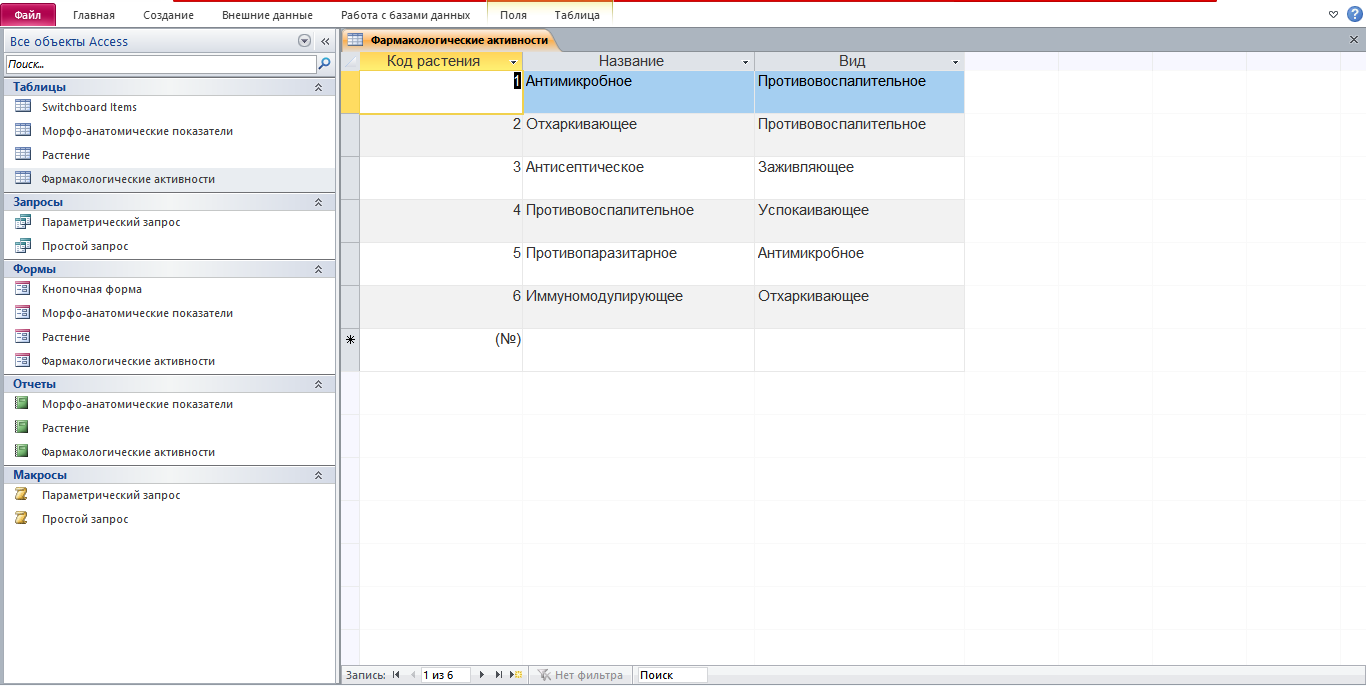 Файл Главная Создание Внешние данные Работа с базами данных Поля Таблица
Все объекты Access
Поиск...
Таблицы
Switchboard Items
Морфо-анатомические показатели
Растение
Фармакологические активности
Запросы
Параметрический запрос
Простой запрос
Формы
Кнопочная форма
Морфо-анатомические показатели
Растение
Фармакологические активности
Отчеты
Морфо-анатомические показатели
Растение
Фармакологические активности
Макросы
Параметрический запрос
Простой запрос
Фармакологические активности
Код растения Название Вид
1 Антимикробное Противовоспалительное
2 Отхаркивающее Противовоспалительное
3 Антисептическое Заживляющее
4 Противовоспалительное Успокаивающее
5 Противопаразитарное Антимикробное
6 Иммуномодулирующее Отхаркивающее
(№)
Запись: 1 из 6 Нет фильтра Поиск